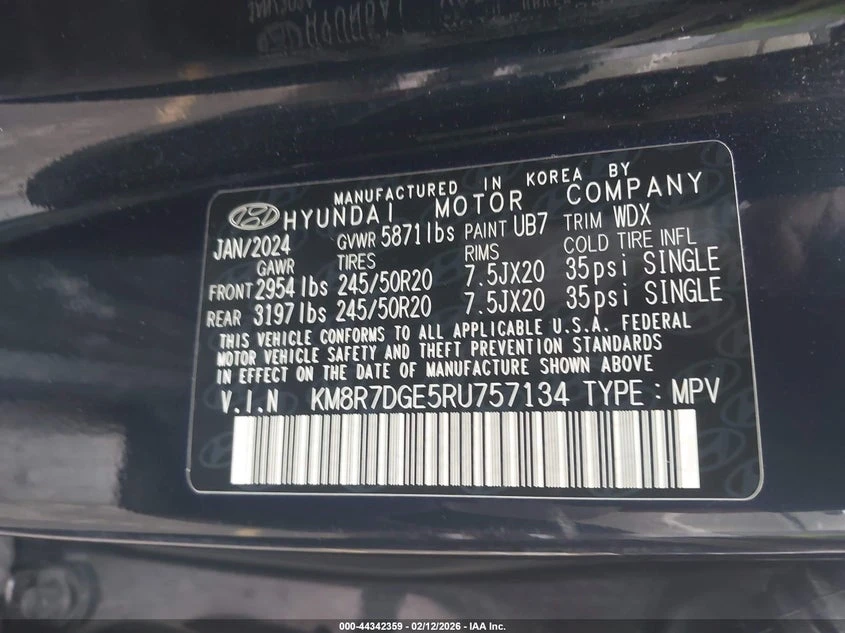 MANUFACTURED IN KOREA BY
HYUNDAI MOTOR COMPANY
JAN/2024 GVWR 5871lbs PAINT UB7 TRIM WDX
GAWR TIRES RIMS COLD TIRE INFL
FRONT 2954lbs 245/50R20 7.5JX20 35psi SINGLE
REAR 3197lbs 245/50R20 7.5JX20 35psi SINGLE
THIS VEHICLE CONFORMS TO ALL APPLICABLE U.S.A. FEDERAL
MOTOR VEHICLE SAFETY AND THEFT PREVENTION STANDARDS
IN EFFECT ON THE DATE OF MANUFACTURE SHOWN ABOVE
V.I.N KM8R7DGE5RU757134 TYPE : MPV
000-44342359 - 02/12/2026 - IAA Inc.